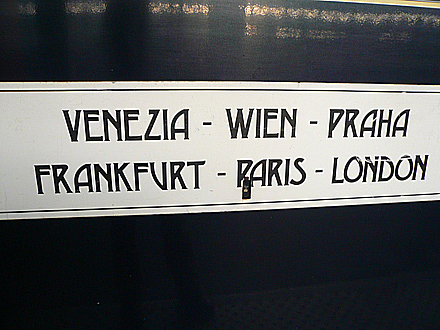 VENEZIA - WIEN - PRAHA
FRANKFURT - PARIS - LONDON